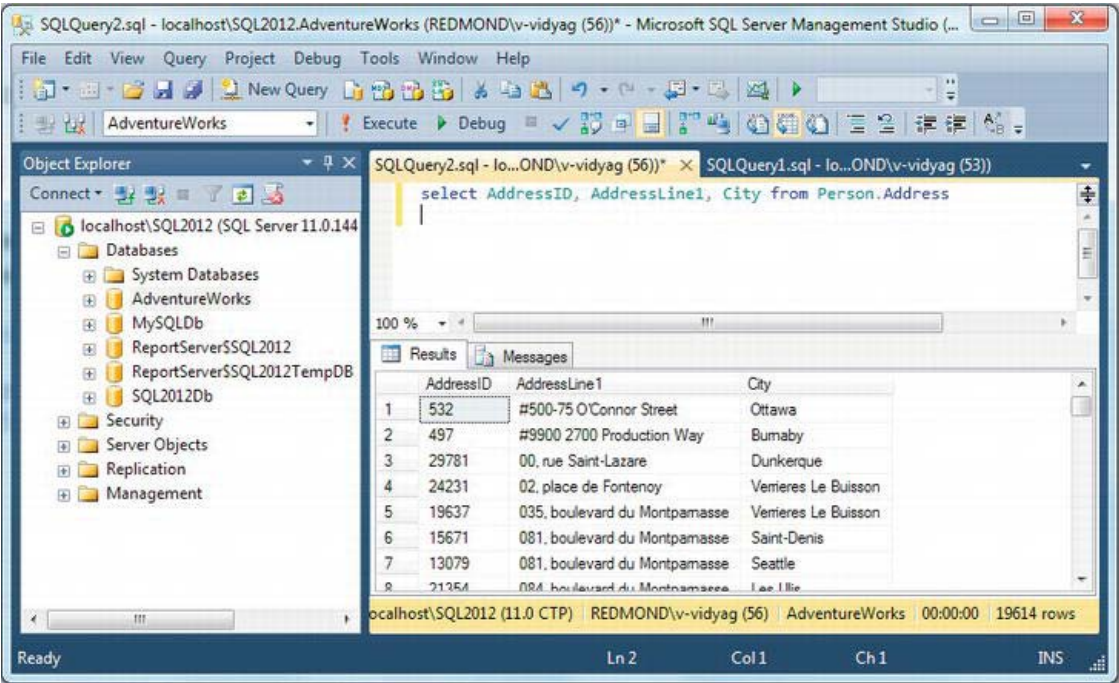 SQLQuery2.sql - localhost\SQL2012.AdventureWorks (REDMOND\v-vidyag (56))* - Microsoft SQL Server Management Studio (...
File Edit View Query Project Debug Tools Window Help
New Query
AdventureWorks Execute Debug
Object Explorer
Connect
localhost\SQL2012 (SQL Server 11.0.144
Databases
System Databases
AdventureWorks
MySQLDb
ReportServer$SQL2012
ReportServer$SQL2012TempDB
SQL2012Db
Security
Server Objects
Replication
Management
SQLQuery2.sql - lo...OND\v-vidyag (56))* SQLQuery1.sql - lo...OND\v-vidyag (53))
select AddressID, AddressLine1, City from Person.Address
100 %
Results Messages
AddressID AddressLine1 City
1 532 #500-75 O'Connor Street Ottawa
2 497 #9900 2700 Production Way Burnaby
3 29781 00, rue Saint-Lazare Dunkerque
4 24231 02, place de Fontenoy Verrieres Le Buisson
5 19637 035, boulevard du Montparnasse Verrieres Le Buisson
6 15671 081, boulevard du Montparnasse Saint-Denis
7 13079 081, boulevard du Montparnasse Seattle
8 21354 084, boulevard du Montparnasse Les Ulis
ocalhost\SQL2012 (11.0 CTP) REDMOND\v-vidyag (56) AdventureWorks 00:00:00 19614 rows
Ready Ln 2 Col 1 Ch 1 INS